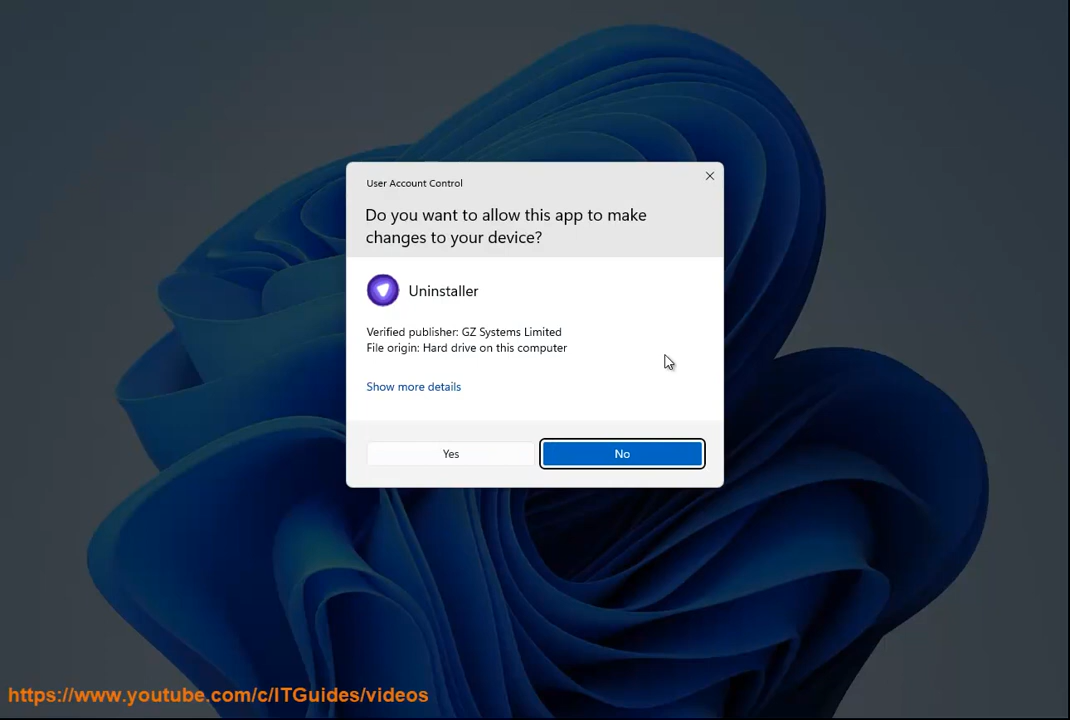 User Account Control
Do you want to allow this app to make
changes to your device?
Uninstaller
Verified publisher: GZ Systems Limited
File origin: Hard drive on this computer
Show more details
Yes
No
https://www.youtube.com/c/ITGuides/videos